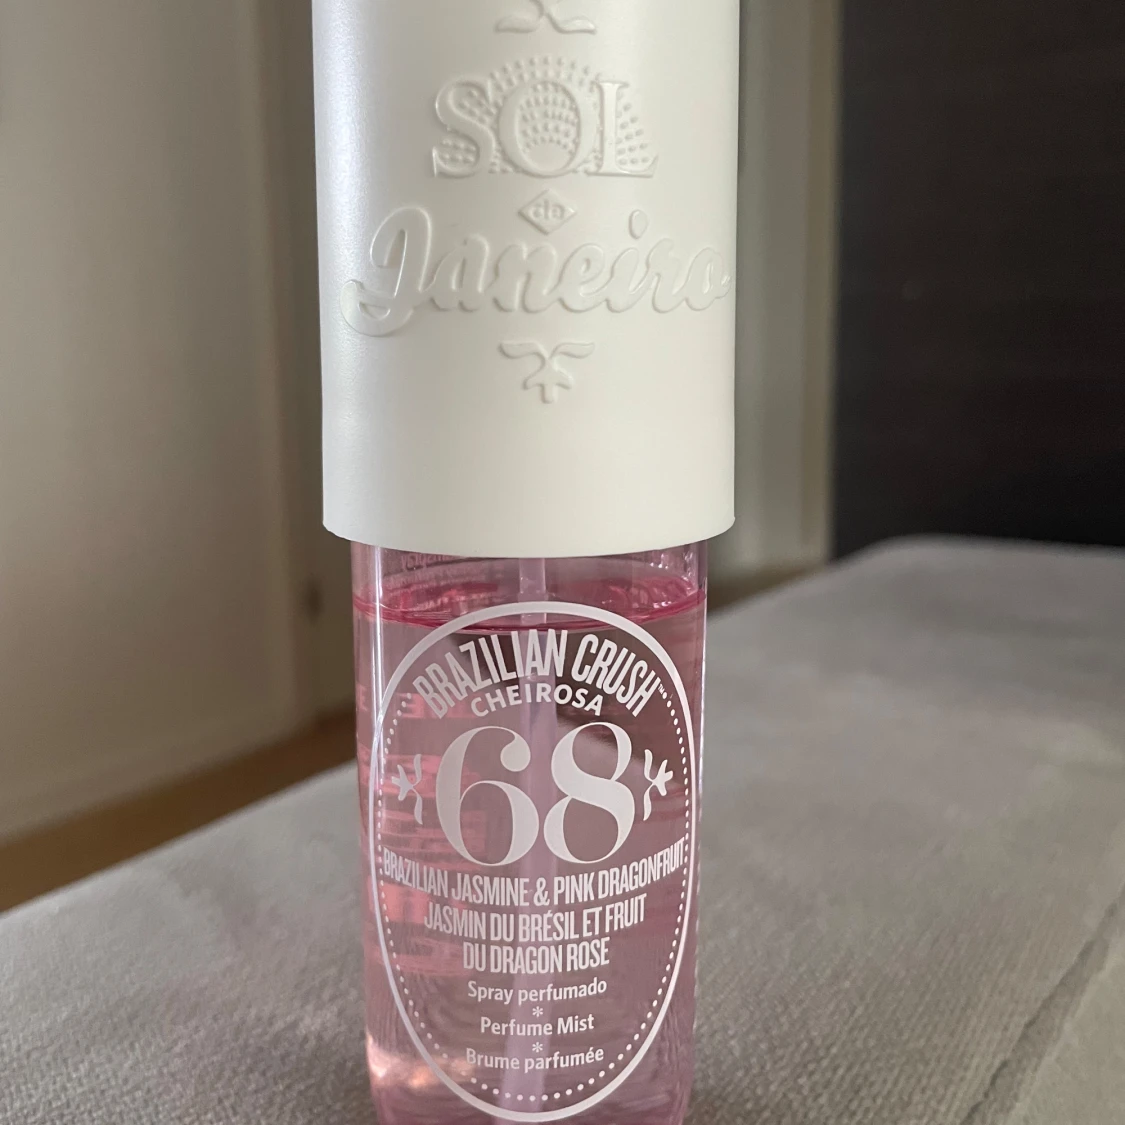 SOL
de
Janeiro
BRAZILIAN CRUSH™
CHEIROSA
68
BRAZILIAN JASMINE & PINK DRAGONFRUIT
JASMIN DU BRÉSIL ET FRUIT
DU DRAGON ROSE
Spray perfumado
*
Perfume Mist
*
Brume parfumée